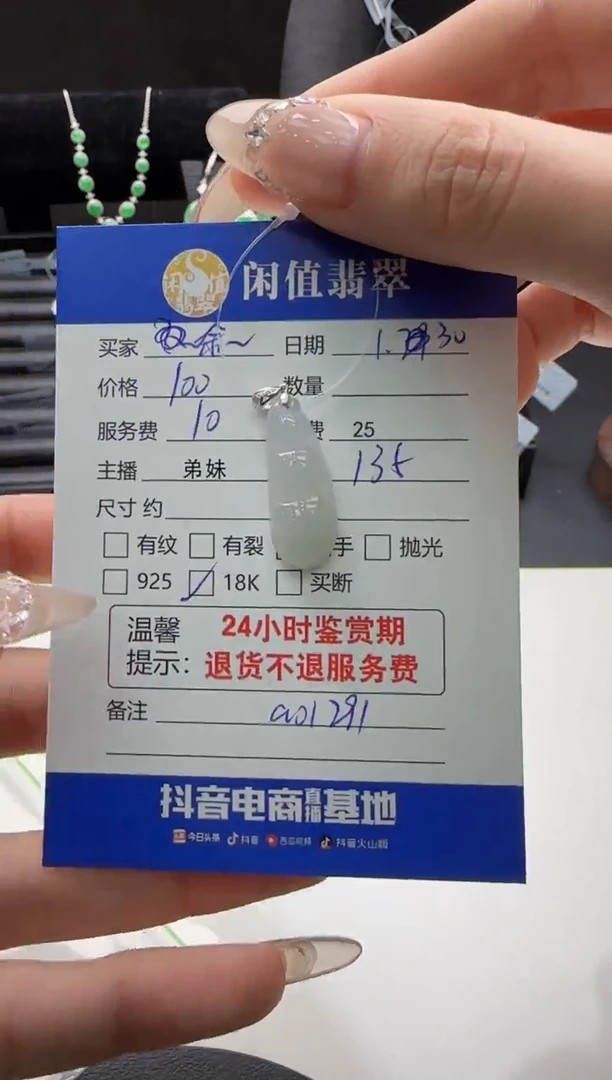 闲值翡翠
闲值翡翠
买家 日期 1. 30
价格 100 数量
服务费 10 费 25
主播 弟妹 135
尺寸 约
有纹 有裂 手 抛光
925 18K 买断
温馨 24小时鉴赏期
提示: 退货不退服务费
备注 a01291
抖音电商直播基地
今日头条 抖音 西瓜视频 抖音火山版